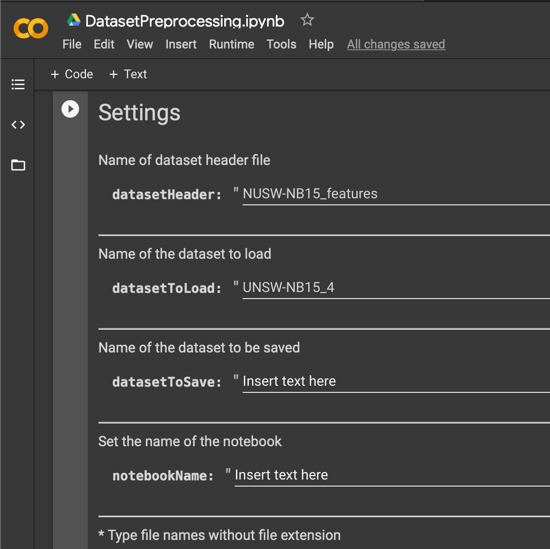 DatasetPreprocessing.ipynb
File Edit View Insert Runtime Tools Help All changes saved
+ Code + Text
Settings
Name of dataset header file
datasetHeader: " NUSW-NB15_features
Name of the dataset to load
datasetToLoad: " UNSW-NB15_4
Name of the dataset to be saved
datasetToSave: " Insert text here
Set the name of the notebook
notebookName: " Insert text here
* Type file names without file extension